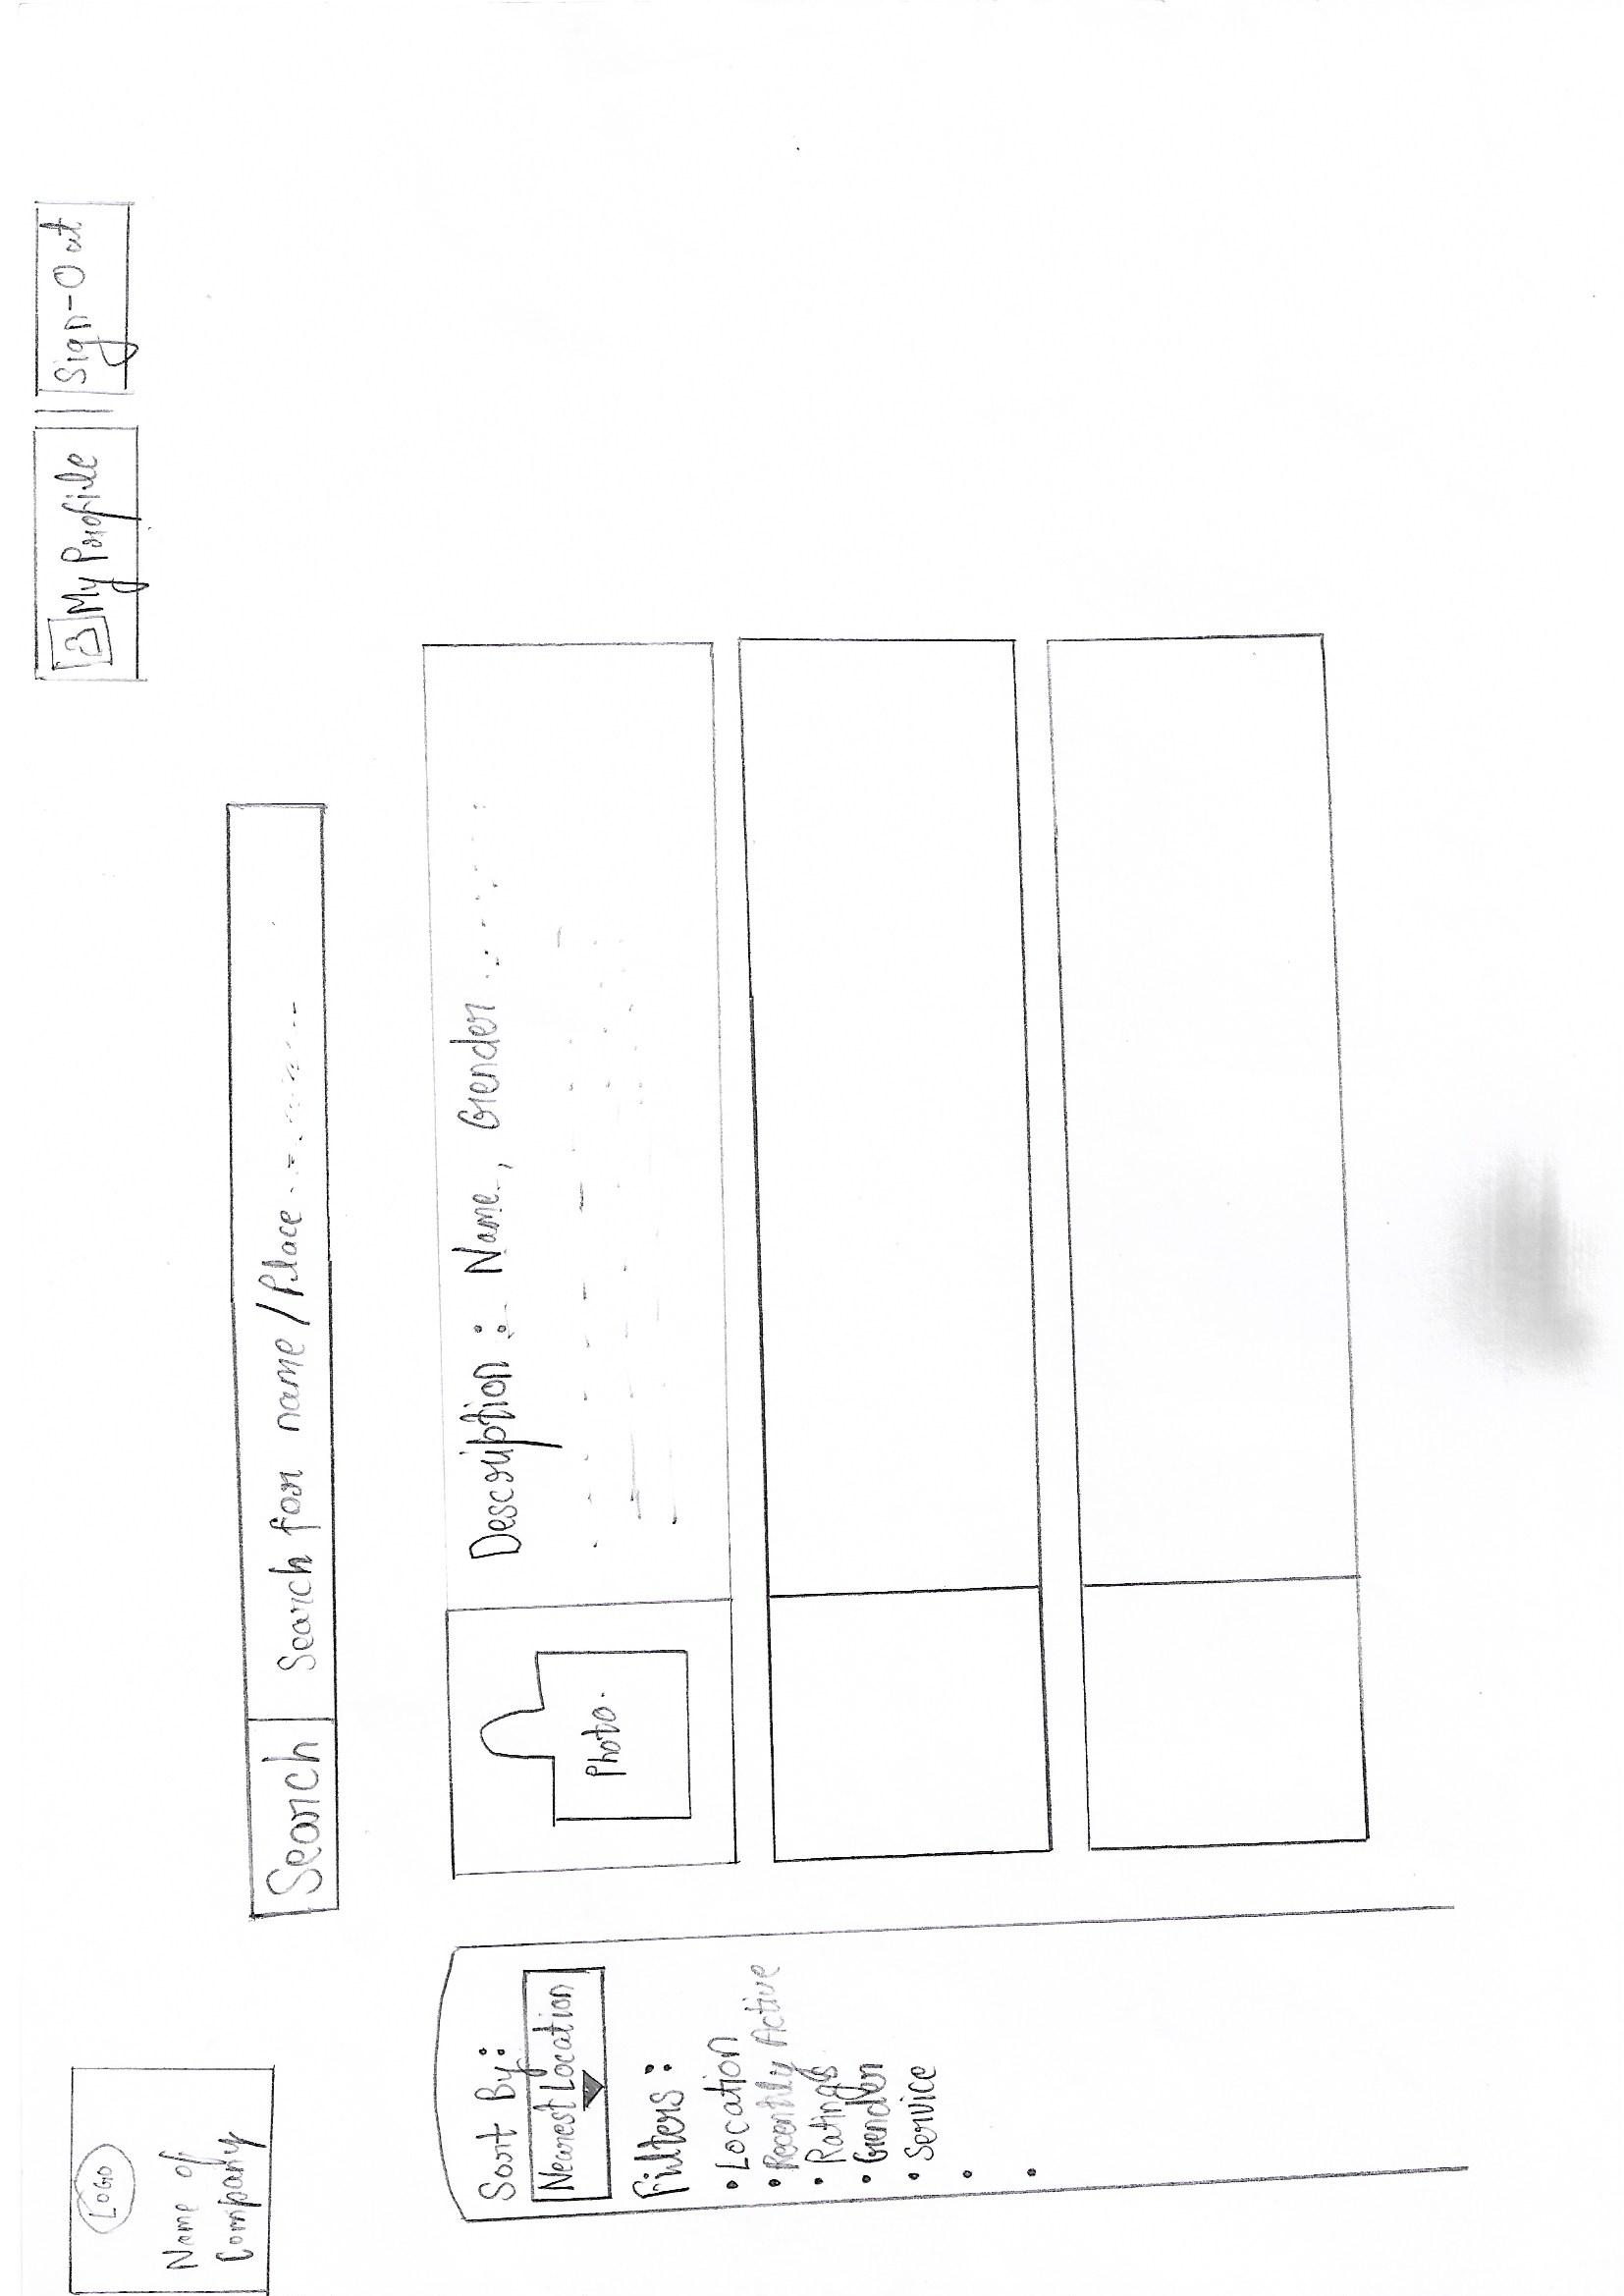 LOGO
Name of
Company
My Profile
Sign-Out
Search
Search for name/Place
Sort By:
Nearest Location
Filters:
• Location
• Recently Active
• Ratings
• Gender
• Service
Photo.
Description: Name, Gender